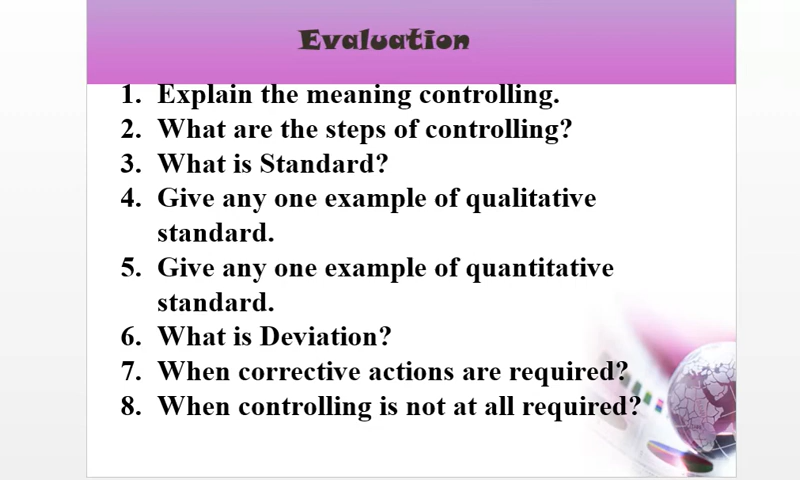 Evaluation
1. Explain the meaning controlling.
2. What are the steps of controlling?
3. What is Standard?
4. Give any one example of qualitative
standard.
5. Give any one example of quantitative
standard.
6. What is Deviation?
7. When corrective actions are required?
8. When controlling is not at all required?